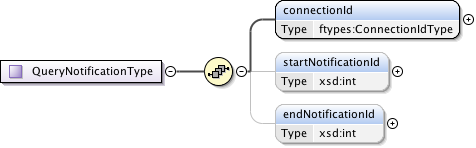 connectionId
Type ftypes:ConnectionIdType
QueryNotificationType
startNotificationId
Type xsd:int
endNotificationId
Type xsd:int